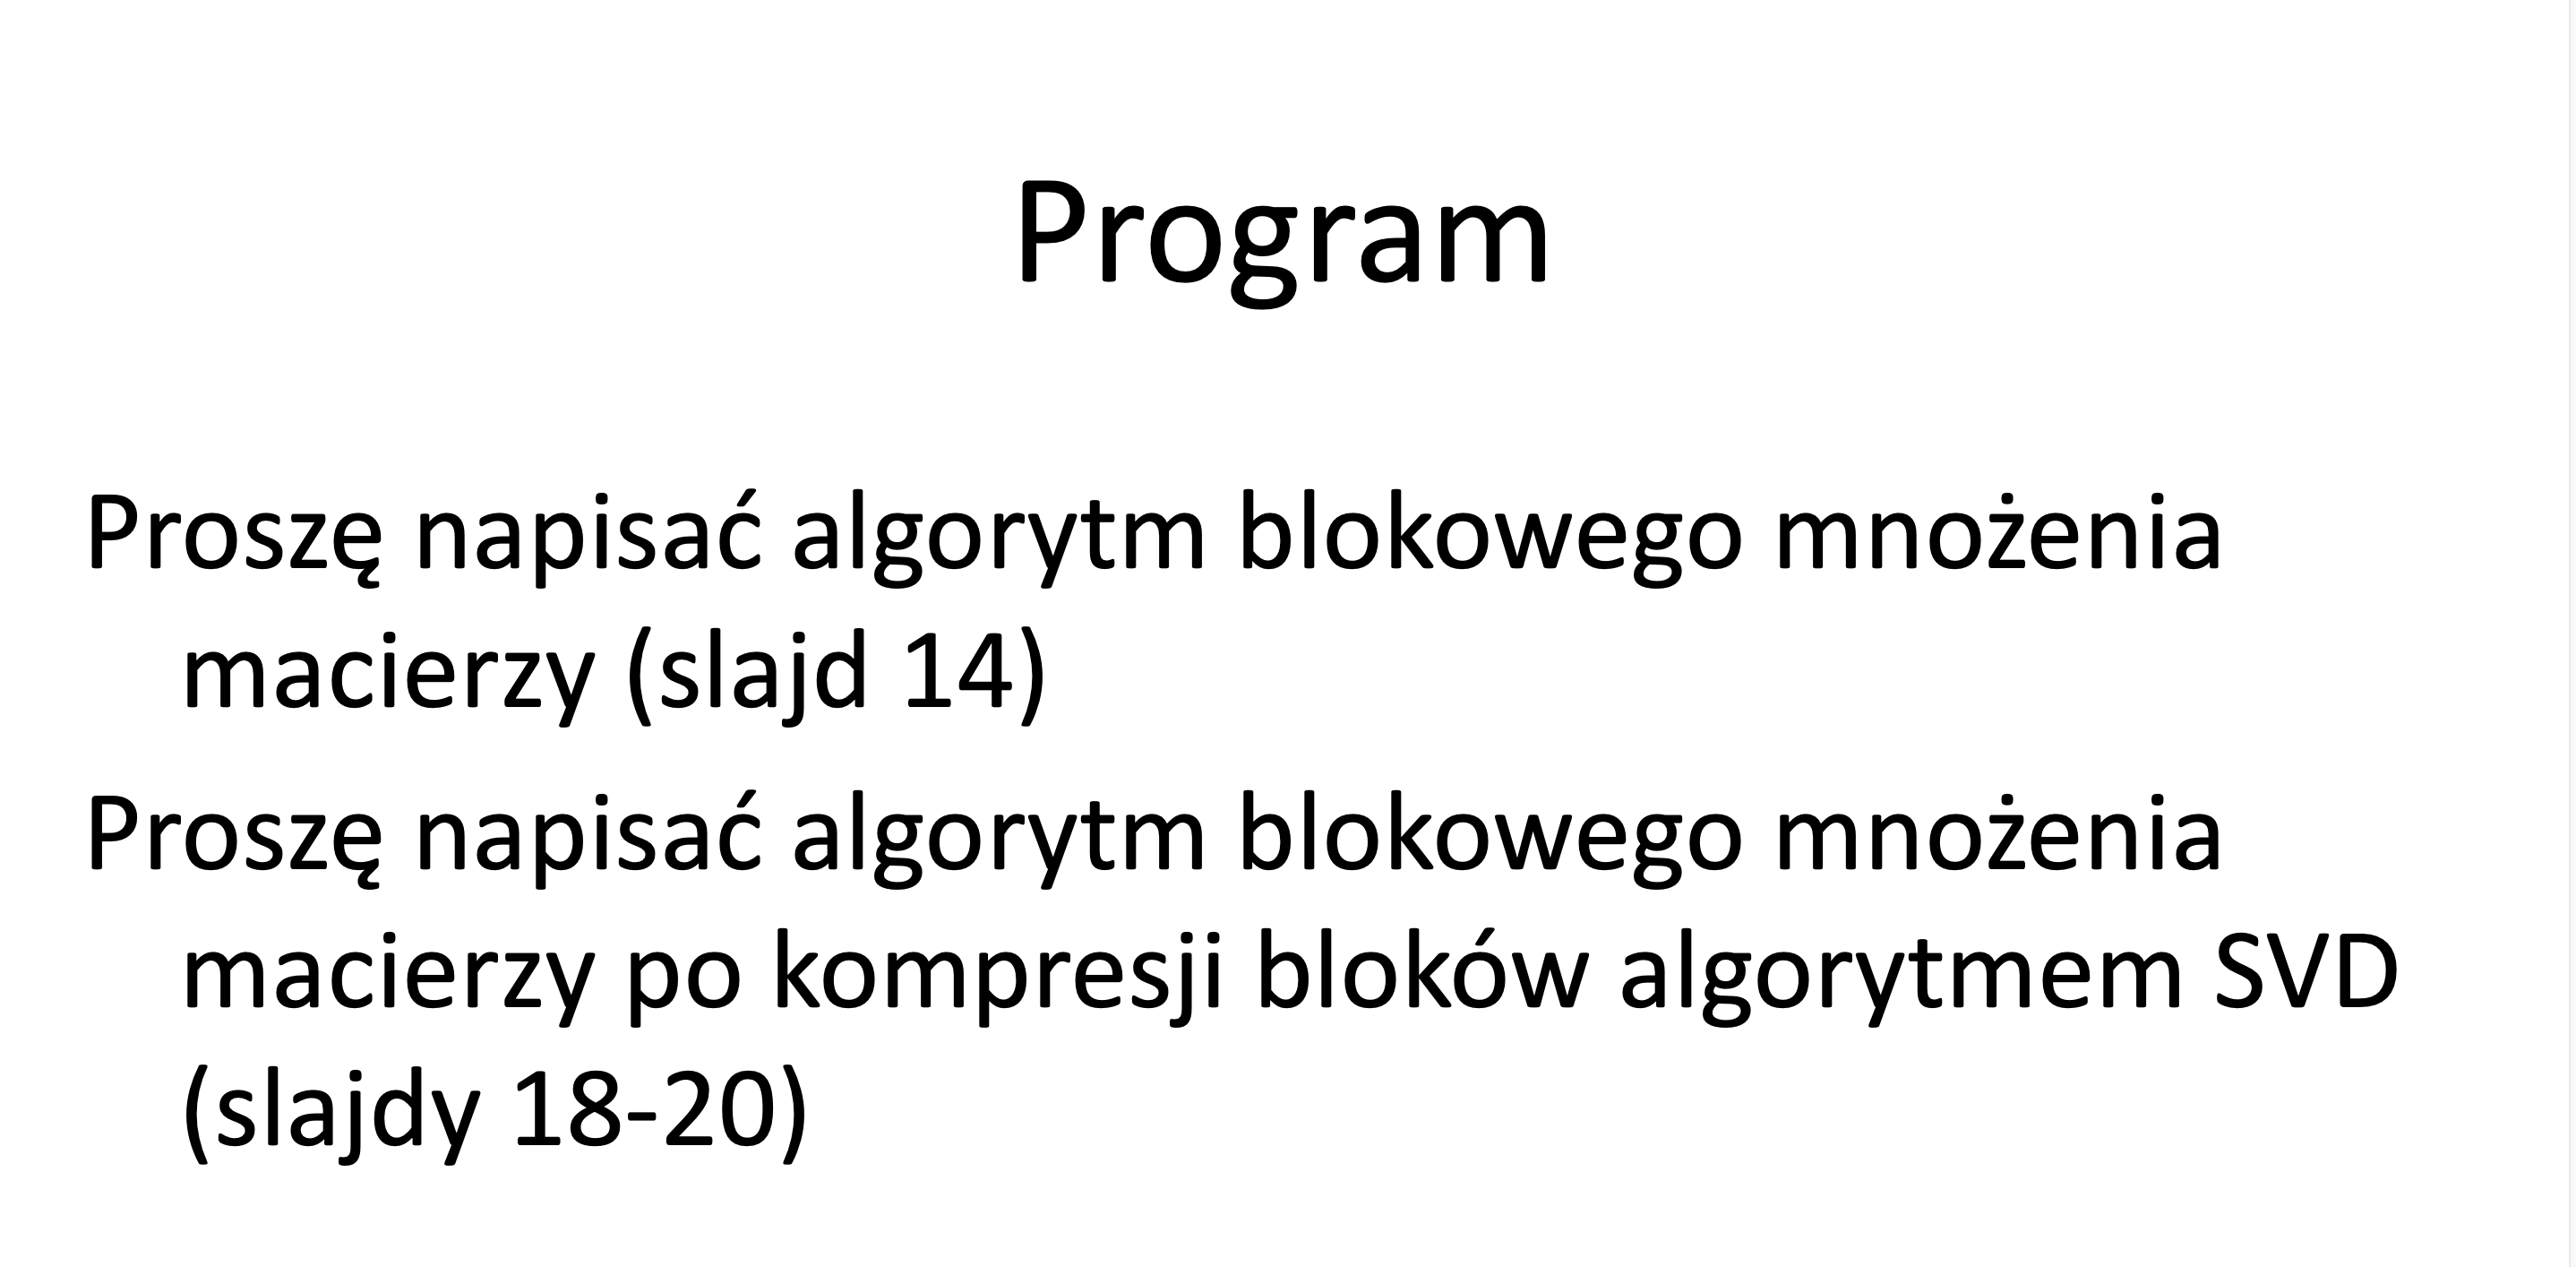 Program
Proszę napisać algorytm blokowego mnożenia
macierzy (slajd 14)
Proszę napisać algorytm blokowego mnożenia
macierzy po kompresji bloków algorytmem SVD
(slajdy 18-20)